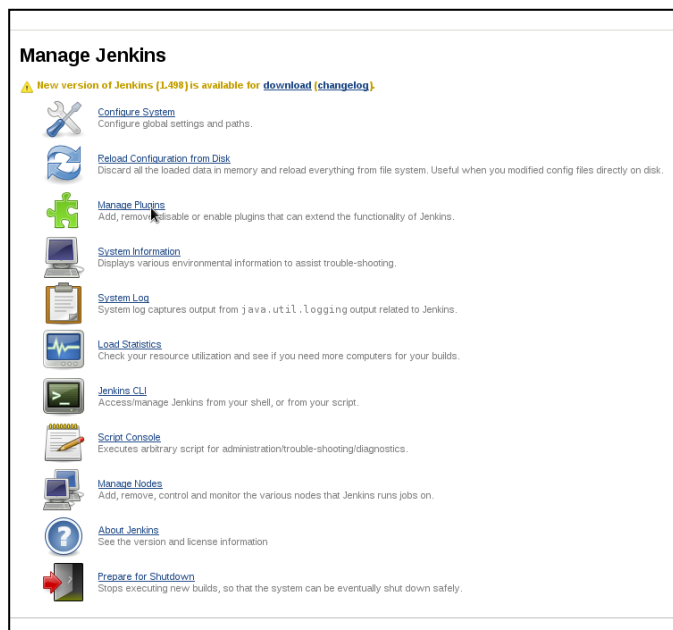 Manage Jenkins
New version of Jenkins (1.498) is available for download (changelog).
Configure System
Configure global settings and paths.
Reload Configuration from Disk
Discard all the loaded data in memory and reload everything from file system. Useful when you modified config files directly on disk.
Manage Plugins
Add, remove, disable or enable plugins that can extend the functionality of Jenkins.
System Information
Displays various environmental information to assist trouble-shooting.
System Log
System log captures output from java.util.logging output related to Jenkins.
Load Statistics
Check your resource utilization and see if you need more computers for your builds.
Jenkins CLI
Access/manage Jenkins from your shell, or from your script.
Script Console
Executes arbitrary script for administration/trouble-shooting/diagnostics.
Manage Nodes
Add, remove, control and monitor the various nodes that Jenkins runs jobs on.
About Jenkins
See the version and license information
Prepare for Shutdown
Stops executing new builds, so that the system can be eventually shut down safely.